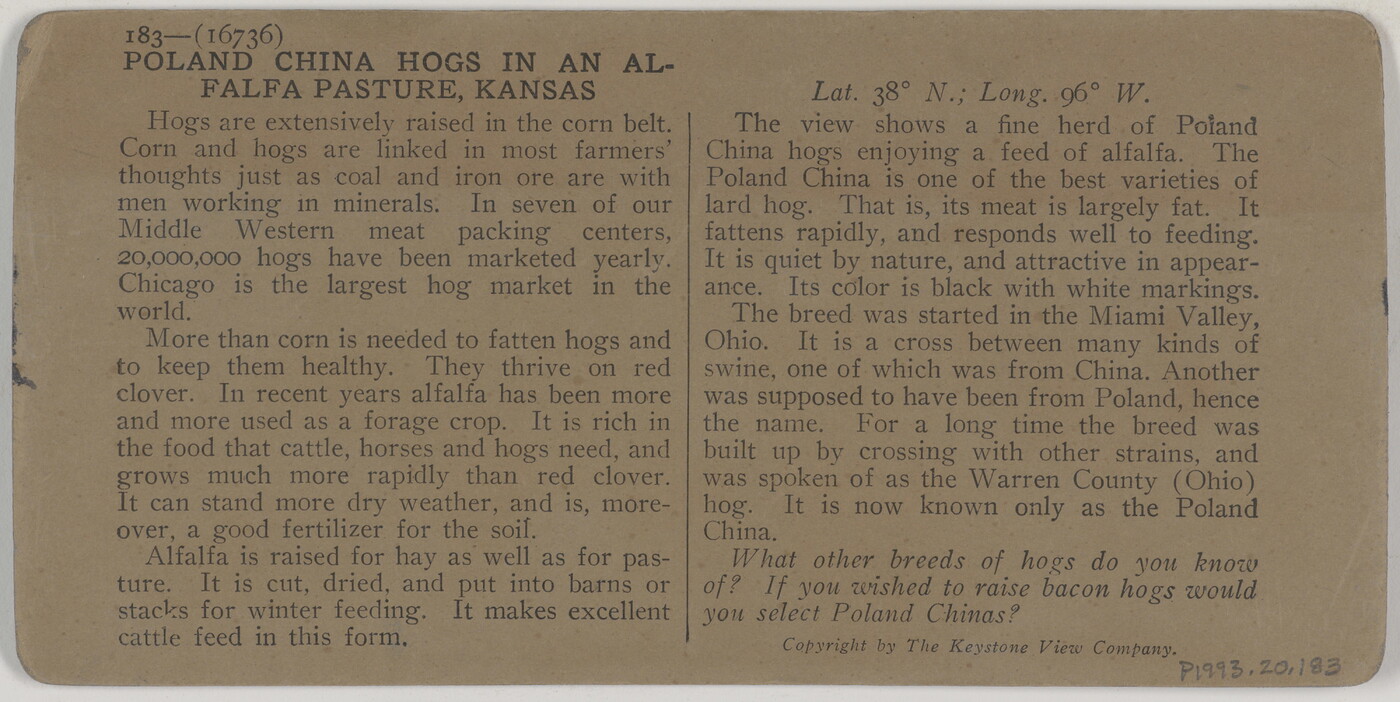 183—(16736)
POLAND CHINA HOGS IN AN AL-
FALFA PASTURE, KANSAS
Hogs are extensively raised in the corn belt.
Corn and hogs are linked in most farmers'
thoughts just as coal and iron ore are with
men working in minerals. In seven of our
Middle Western meat packing centers,
20,000,000 hogs have been marketed yearly.
Chicago is the largest hog market in the
world.
More than corn is needed to fatten hogs and
to keep them healthy. They thrive on red
clover. In recent years alfalfa has been more
and more used as a forage crop. It is rich in
the food that cattle, horses and hogs need, and
grows much more rapidly than red clover.
It can stand more dry weather, and is, more-
over, a good fertilizer for the soil.
Alfalfa is raised for hay as well as for pas-
ture. It is cut, dried, and put into barns or
stacks for winter feeding. It makes excellent
cattle feed in this form.
Lat. 38° N.; Long. 96° W.
The view shows a fine herd of Poland
China hogs enjoying a feed of alfalfa. The
Poland China is one of the best varieties of
lard hog. That is, its meat is largely fat. It
fattens rapidly, and responds well to feeding.
It is quiet by nature, and attractive in appear-
ance. Its color is black with white markings.
The breed was started in the Miami Valley,
Ohio. It is a cross between many kinds of
swine, one of which was from China. Another
was supposed to have been from Poland, hence
the name. For a long time the breed was
built up by crossing with other strains, and
was spoken of as the Warren County (Ohio)
hog. It is now known only as the Poland
China.
What other breeds of hogs do you know
of? If you wished to raise bacon hogs would
you select Poland Chinas?
Copyright by The Keystone View Company.
P1993.20.183